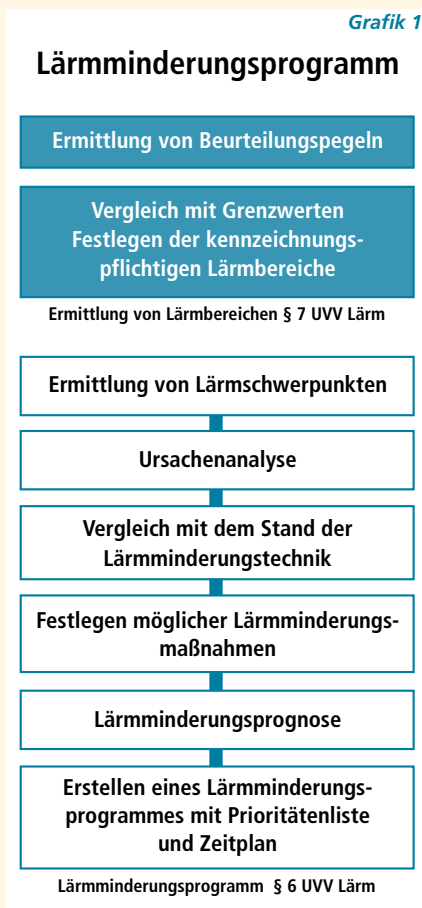 Grafik 1
Lärmminderungsprogramm
Ermittlung von Beurteilungspegeln
Vergleich mit Grenzwerten
Festlegen der kennzeichnungs-
pflichtigen Lärmbereiche
Ermittlung von Lärmbereichen § 7 UVV Lärm
Ermittlung von Lärmschwerpunkten
Ursachenanalyse
Vergleich mit dem Stand der
Lärmminderungstechnik
Festlegen möglicher Lärmminderungs-
maßnahmen
Lärmminderungsprognose
Erstellen eines Lärmminderungs-
programmes mit Prioritätenliste
und Zeitplan
Lärmminderungsprogramm § 6 UVV Lärm